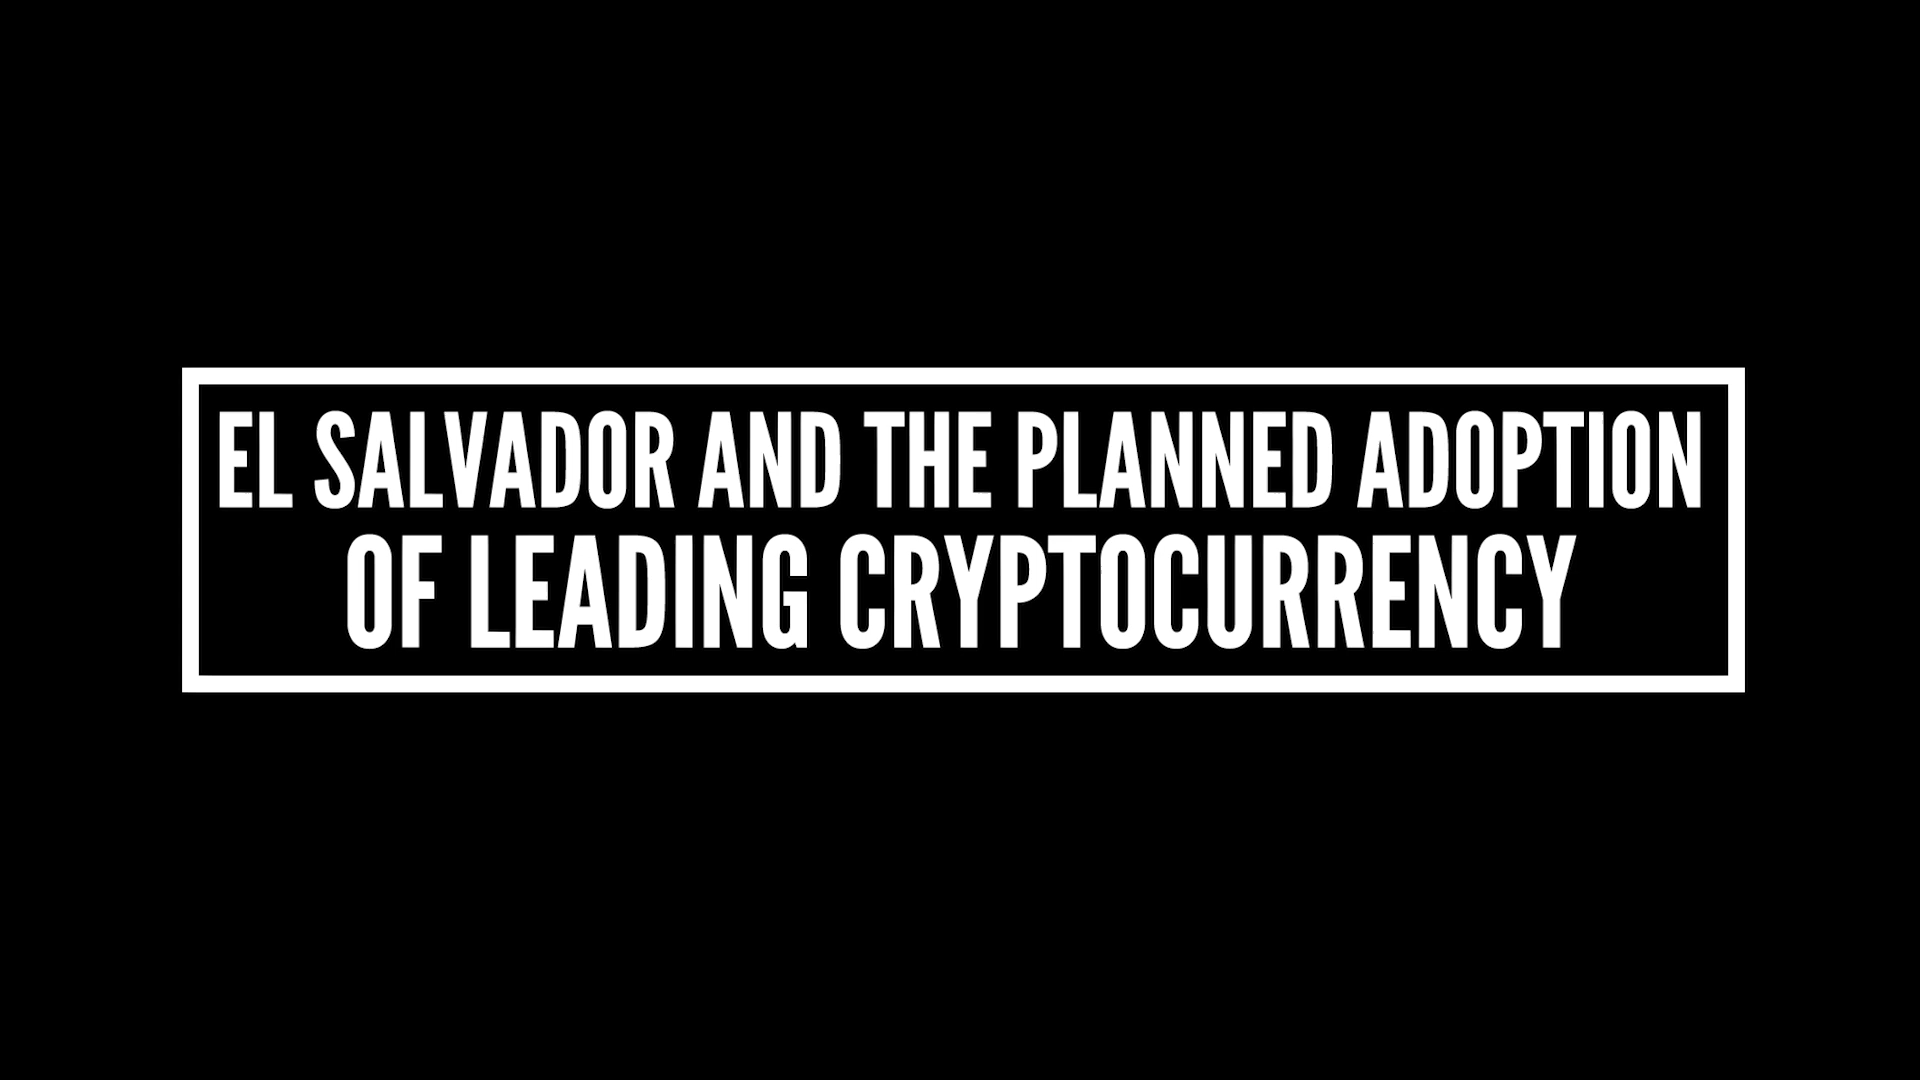 EL SALVADOR AND THE PLANNED ADOPTION
OF LEADING CRYPTOCURRENCY